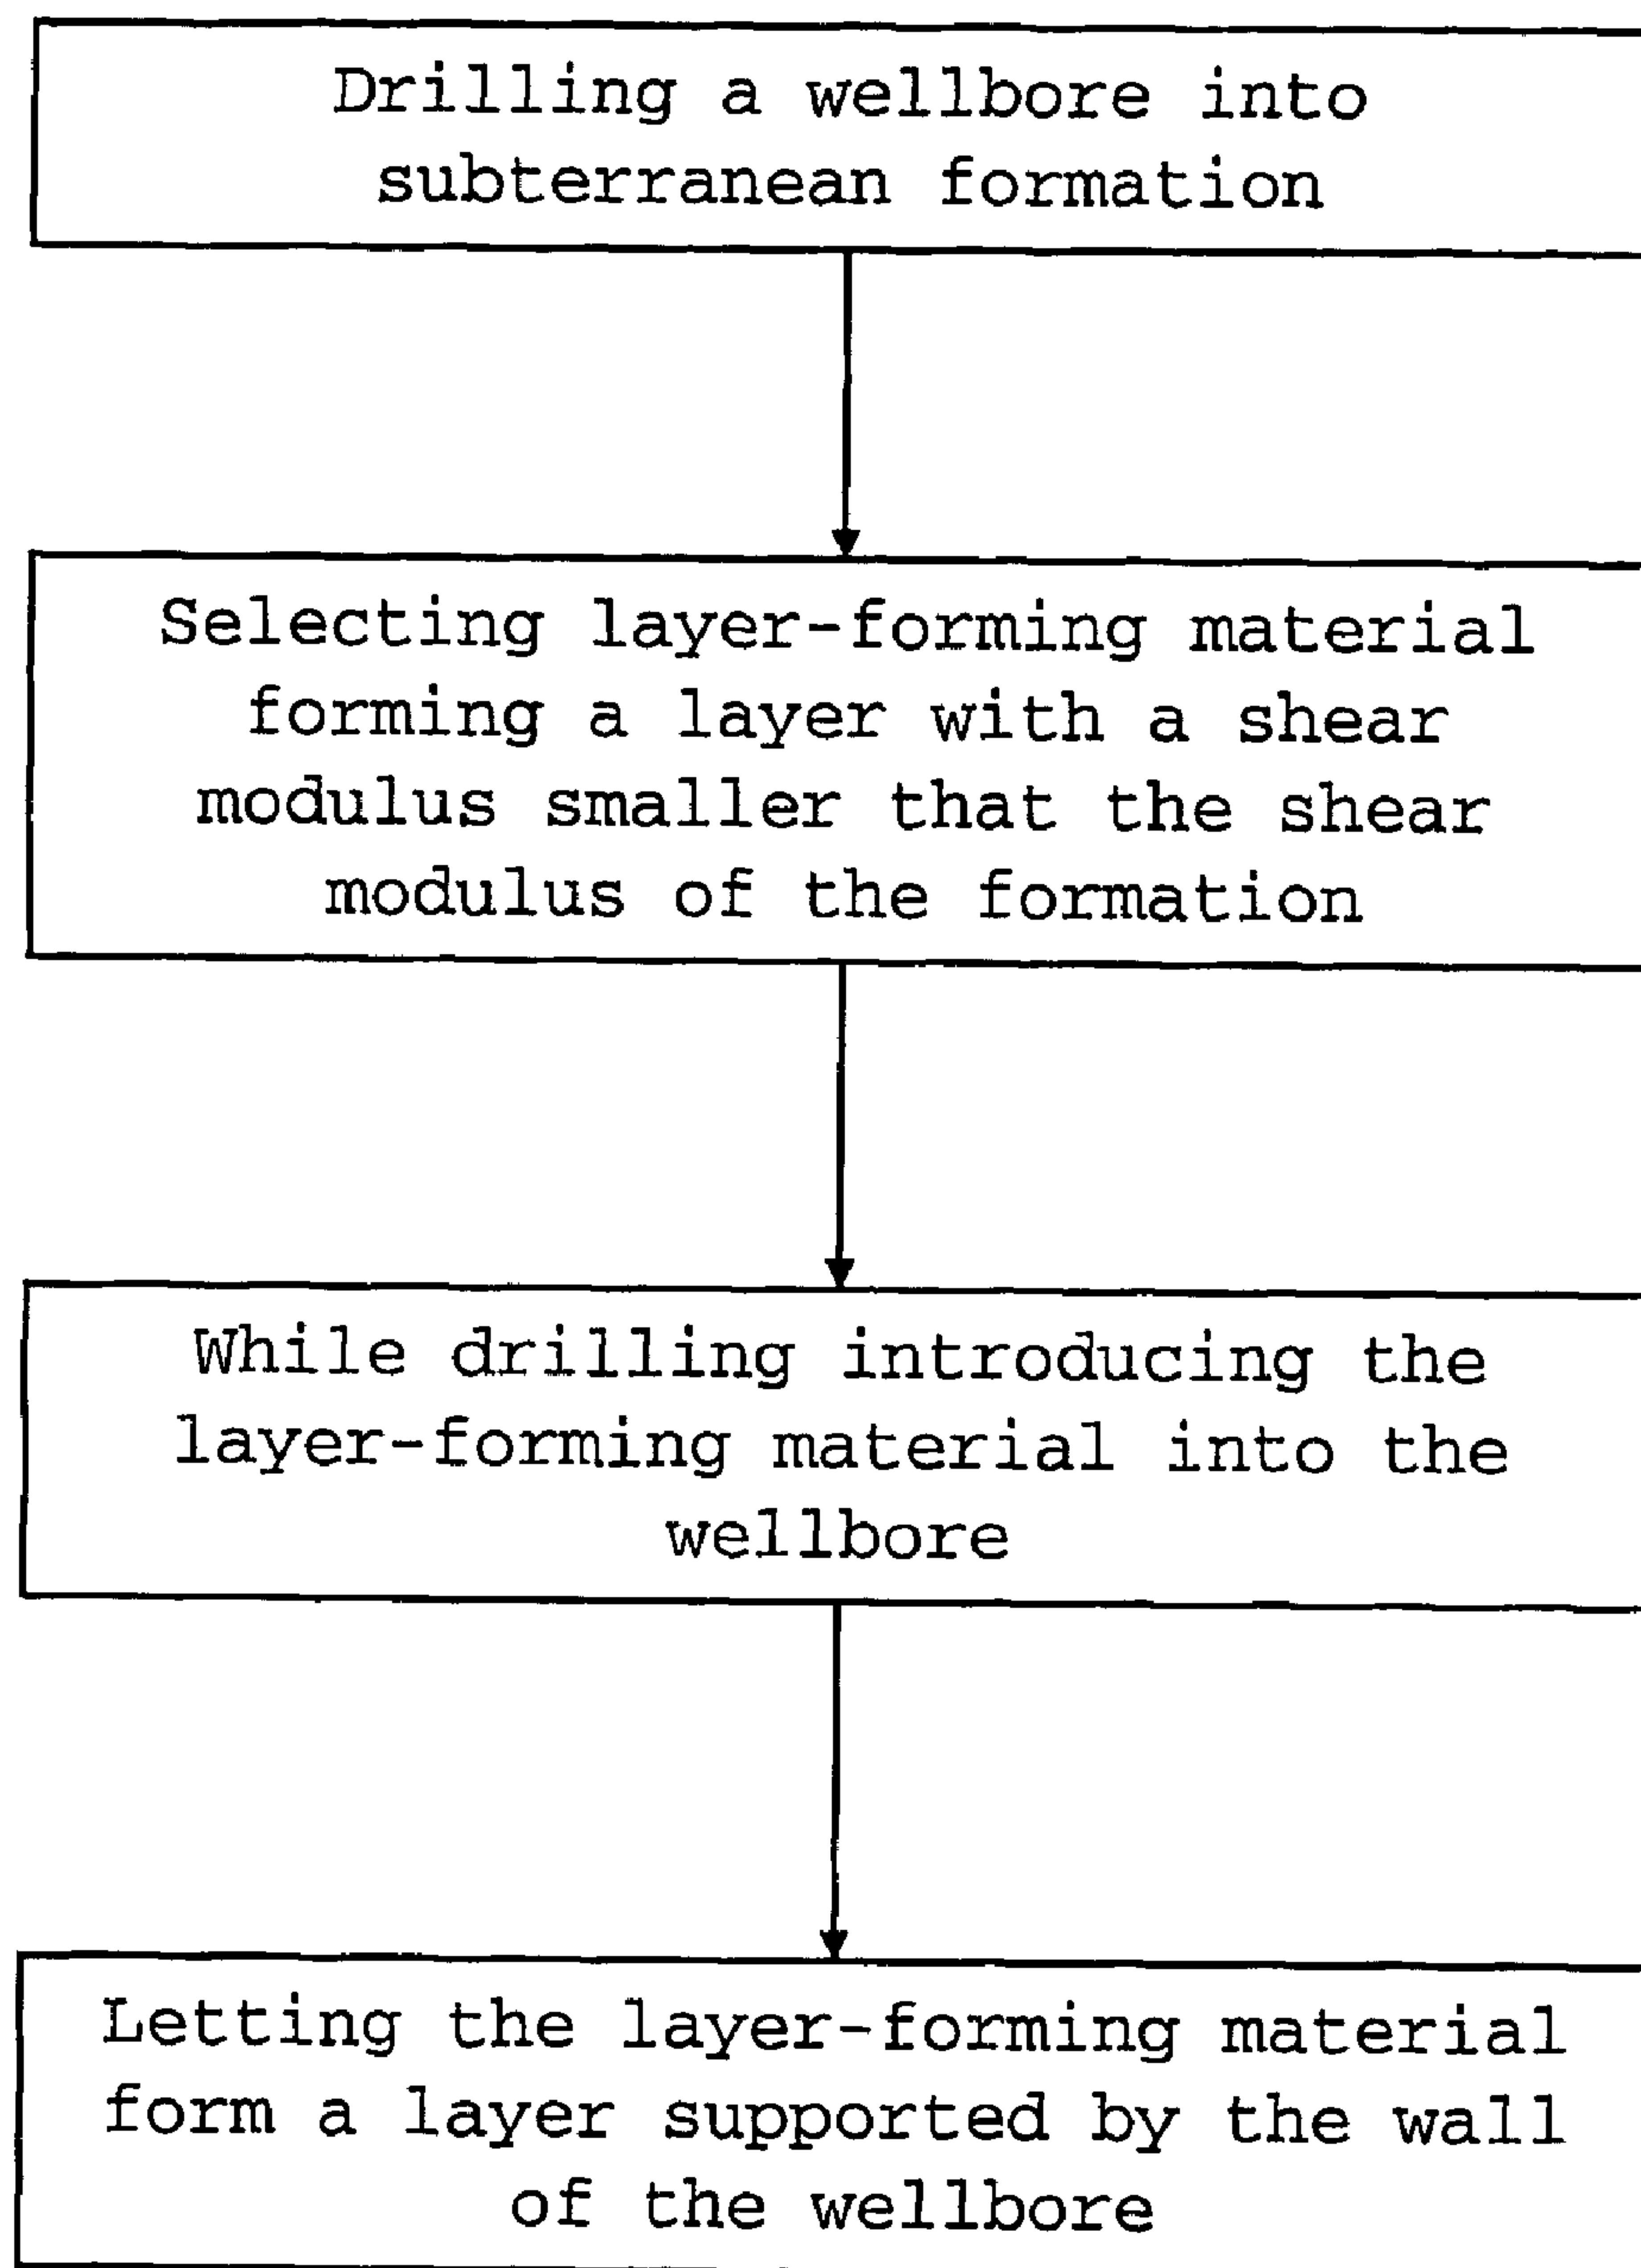 Drilling a wellbore into
subterranean formation
Selecting layer-forming material
forming a layer with a shear
modulus smaller that the shear
modulus of the formation
While drilling introducing the
layer-forming material into the
wellbore
Letting the layer-forming material
form a layer supported by the wall
of the wellbore